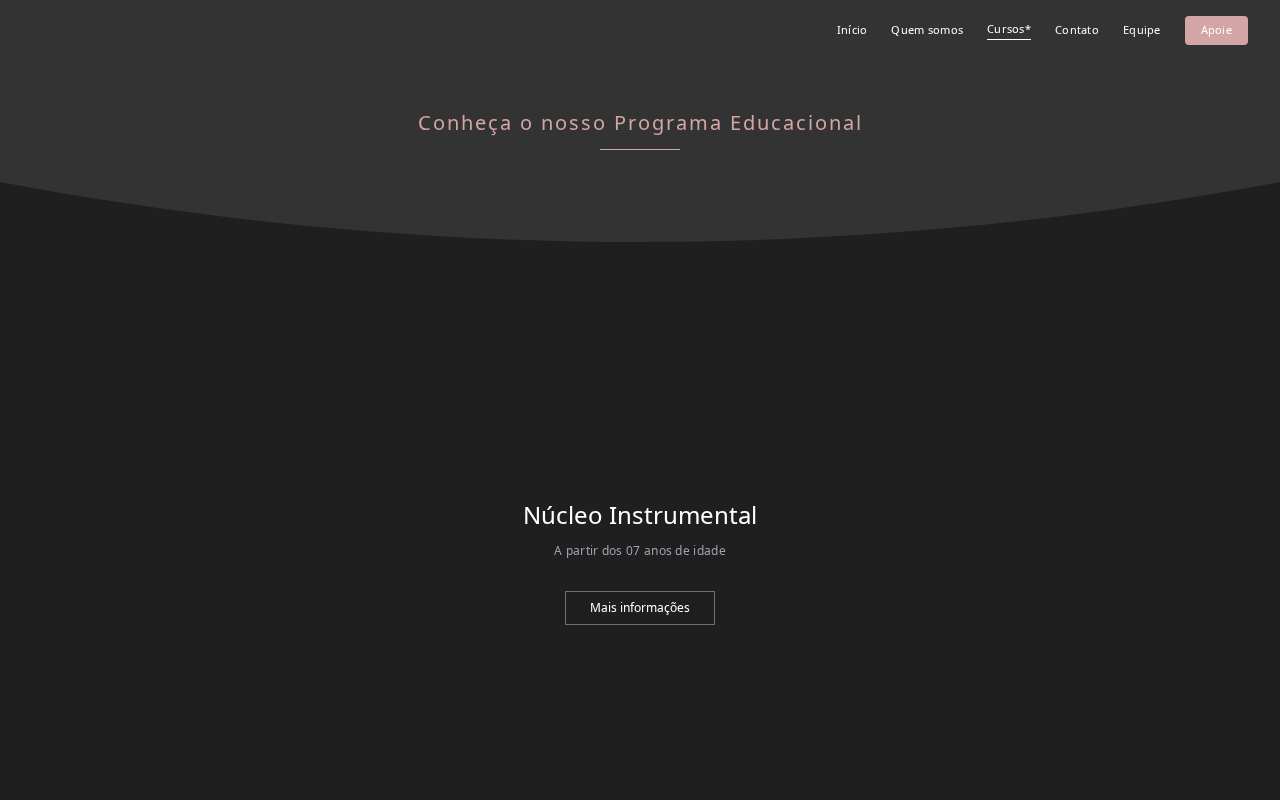 Início
Quem somos
Cursos*
Contato
Equipe
Apoie
Conheça o nosso Programa Educacional
Núcleo Instrumental
A partir dos 07 anos de idade
Mais informações